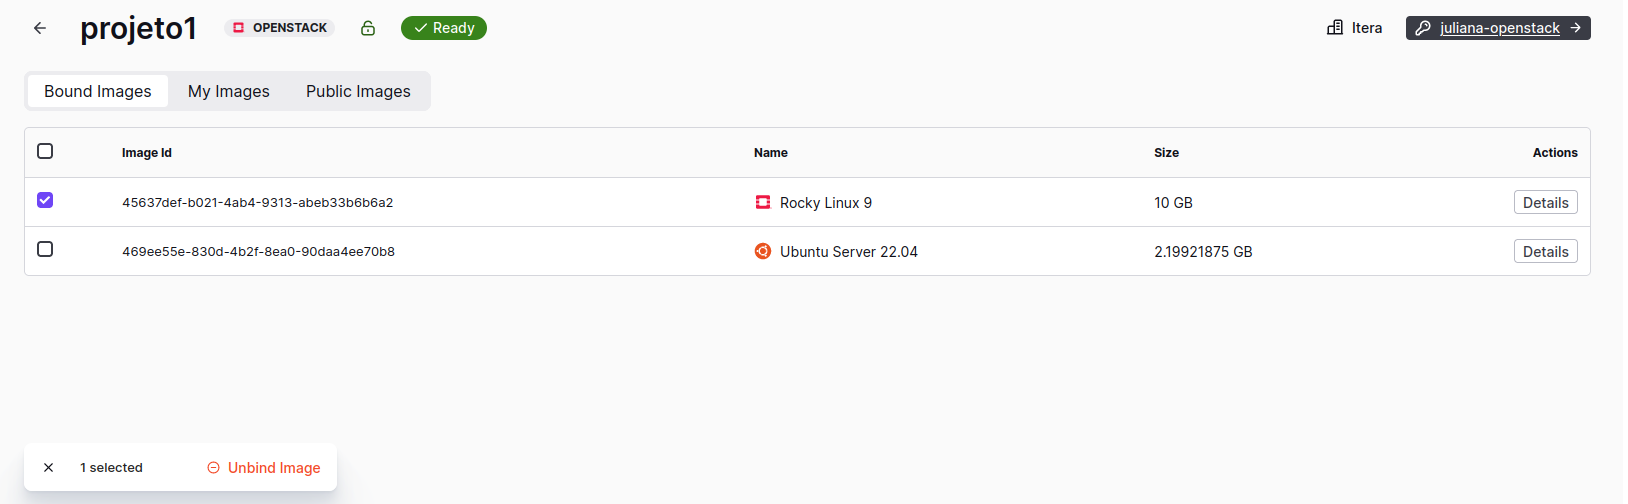 projeto1 OPENSTACK Ready Itera juliana-openstack
Bound Images My Images Public Images
Image Id Name Size Actions
45637def-b021-4ab4-9313-abeb33b6b6a2 Rocky Linux 9 10 GB Details
469ee55e-830d-4b2f-8ea0-90daa4ee70b8 Ubuntu Server 22.04 2.19921875 GB Details
1 selected Unbind Image